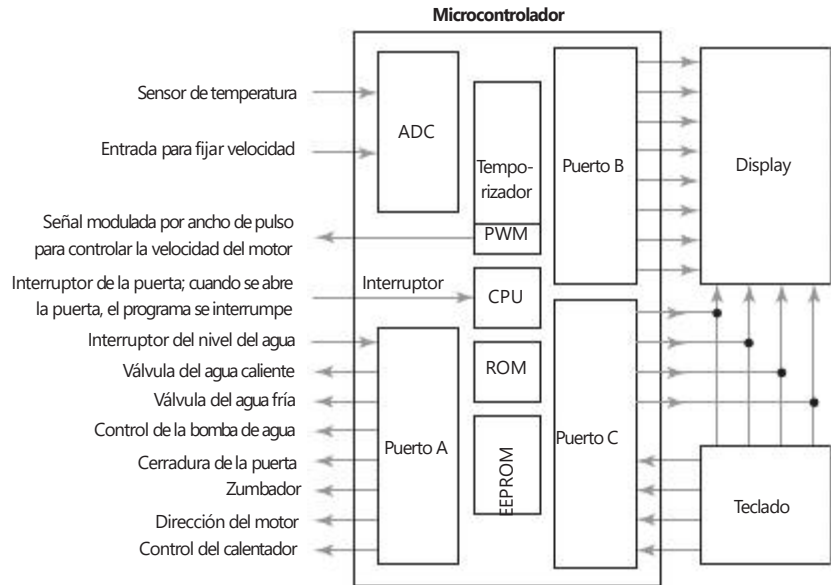 Microcontrolador
Sensor de temperatura
Entrada para fijar velocidad
ADC
Tempo-
rizador
PWM
Puerto B
Display
Señal modulada por ancho de pulso
para controlar la velocidad del motor
Interruptor de la puerta; cuando se abre
la puerta, el programa se interrumpe
Interruptor
CPU
Interruptor del nivel del agua
Válvula del agua caliente
Válvula del agua fría
Control de la bomba de agua
Cerradura de la puerta
Zumbador
Dirección del motor
Control del calentador
Puerto A
ROM
EEPROM
Puerto C
Teclado